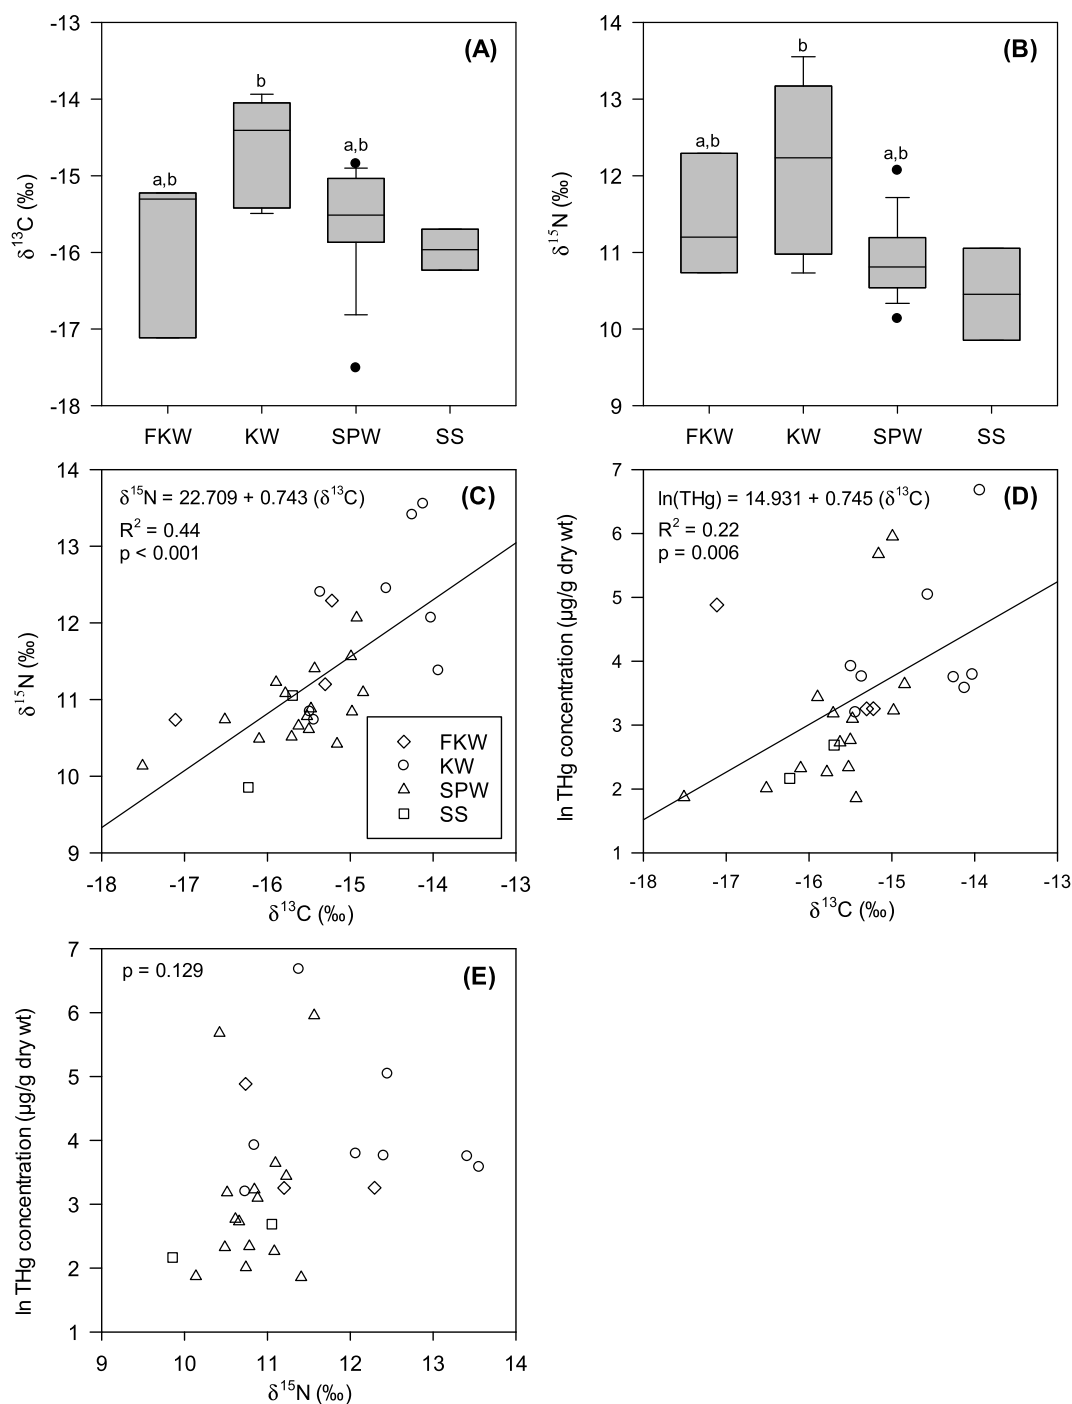 (A)
-13
-14
-15
-16
-17
-18
δ¹³C (‰)
a,b
b
a,b
FKW
KW
SPW
SS
(B)
14
13
12
11
10
9
δ¹⁵N (‰)
a,b
b
a,b
FKW
KW
SPW
SS
(C)
δ¹⁵N = 22.709 + 0.743 (δ¹³C)
R² = 0.44
p < 0.001
14
13
12
11
10
9
δ¹⁵N (‰)
FKW
KW
SPW
SS
-18
-17
-16
-15
-14
-13
δ¹³C (‰)
(D)
ln(THg) = 14.931 + 0.745 (δ¹³C)
R² = 0.22
p = 0.006
7
6
5
4
3
2
1
ln THg concentration (µg/g dry wt)
-18
-17
-16
-15
-14
-13
δ¹³C (‰)
(E)
p = 0.129
7
6
5
4
3
2
1
ln THg concentration (µg/g dry wt)
9
10
11
12
13
14
δ¹⁵N (‰)